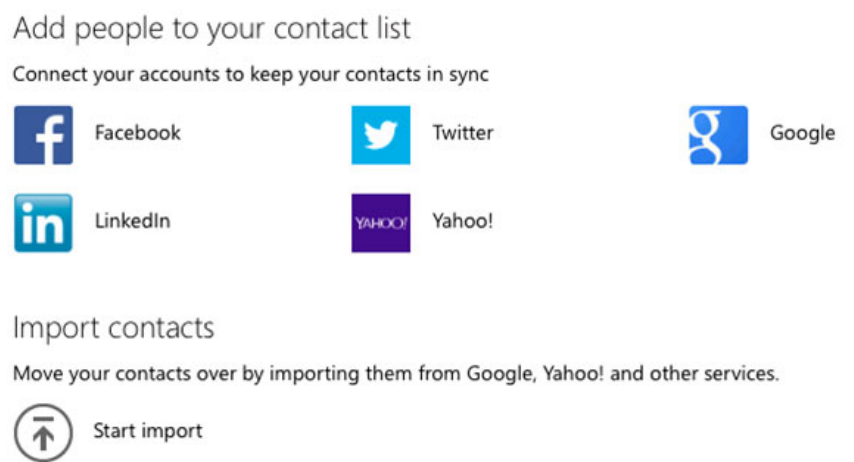 Add people to your contact list
Connect your accounts to keep your contacts in sync
f Facebook
Twitter
g Google
in LinkedIn
YAHOO! Yahoo!
Import contacts
Move your contacts over by importing them from Google, Yahoo! and other services.
Start import